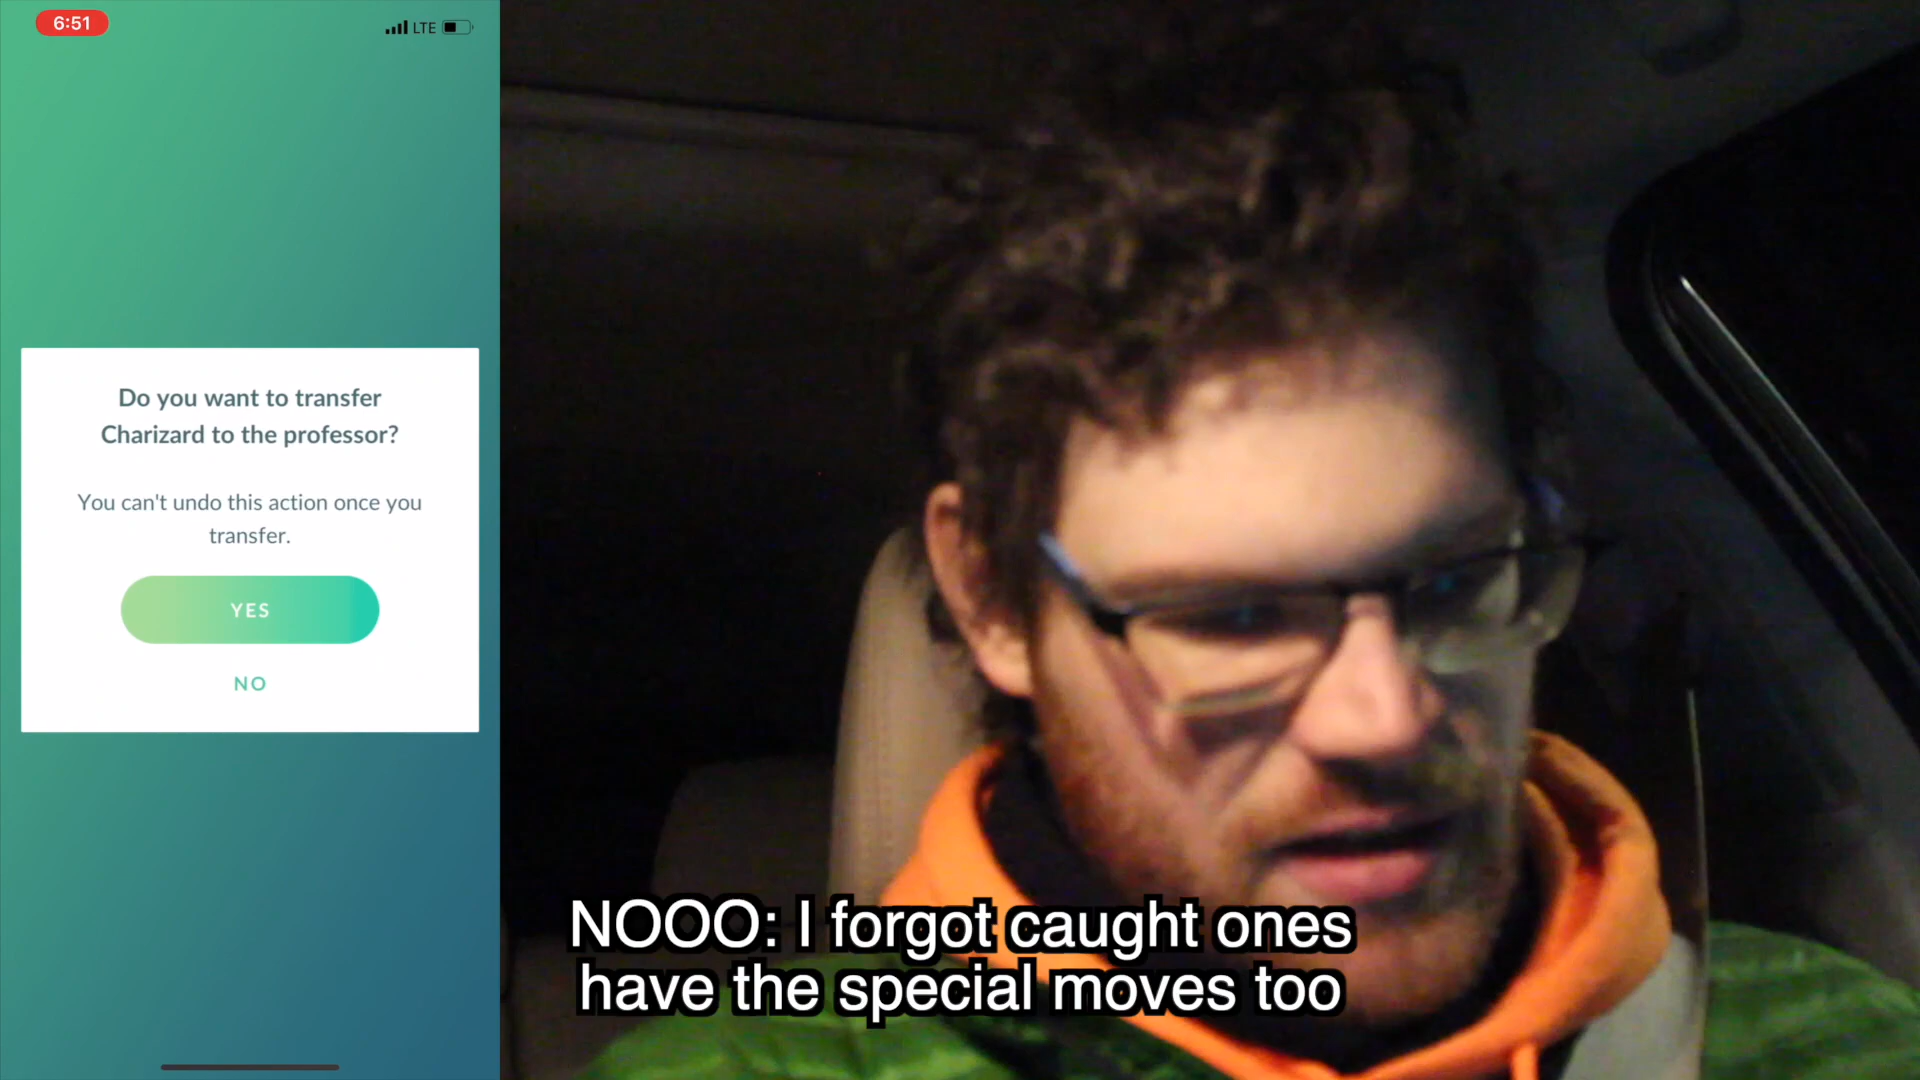 6:51
LTE
Do you want to transfer
Charizard to the professor?
You can't undo this action once you
transfer.
YES
NO
NOOO: I forgot caught ones
have the special moves too